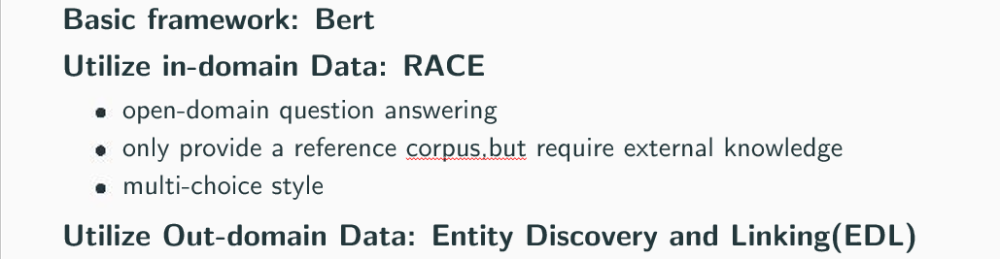 Basic framework: Bert
Utilize in-domain Data: RACE
• open-domain question answering
• only provide a reference corpus,but require external knowledge
• multi-choice style
Utilize Out-domain Data: Entity Discovery and Linking(EDL)